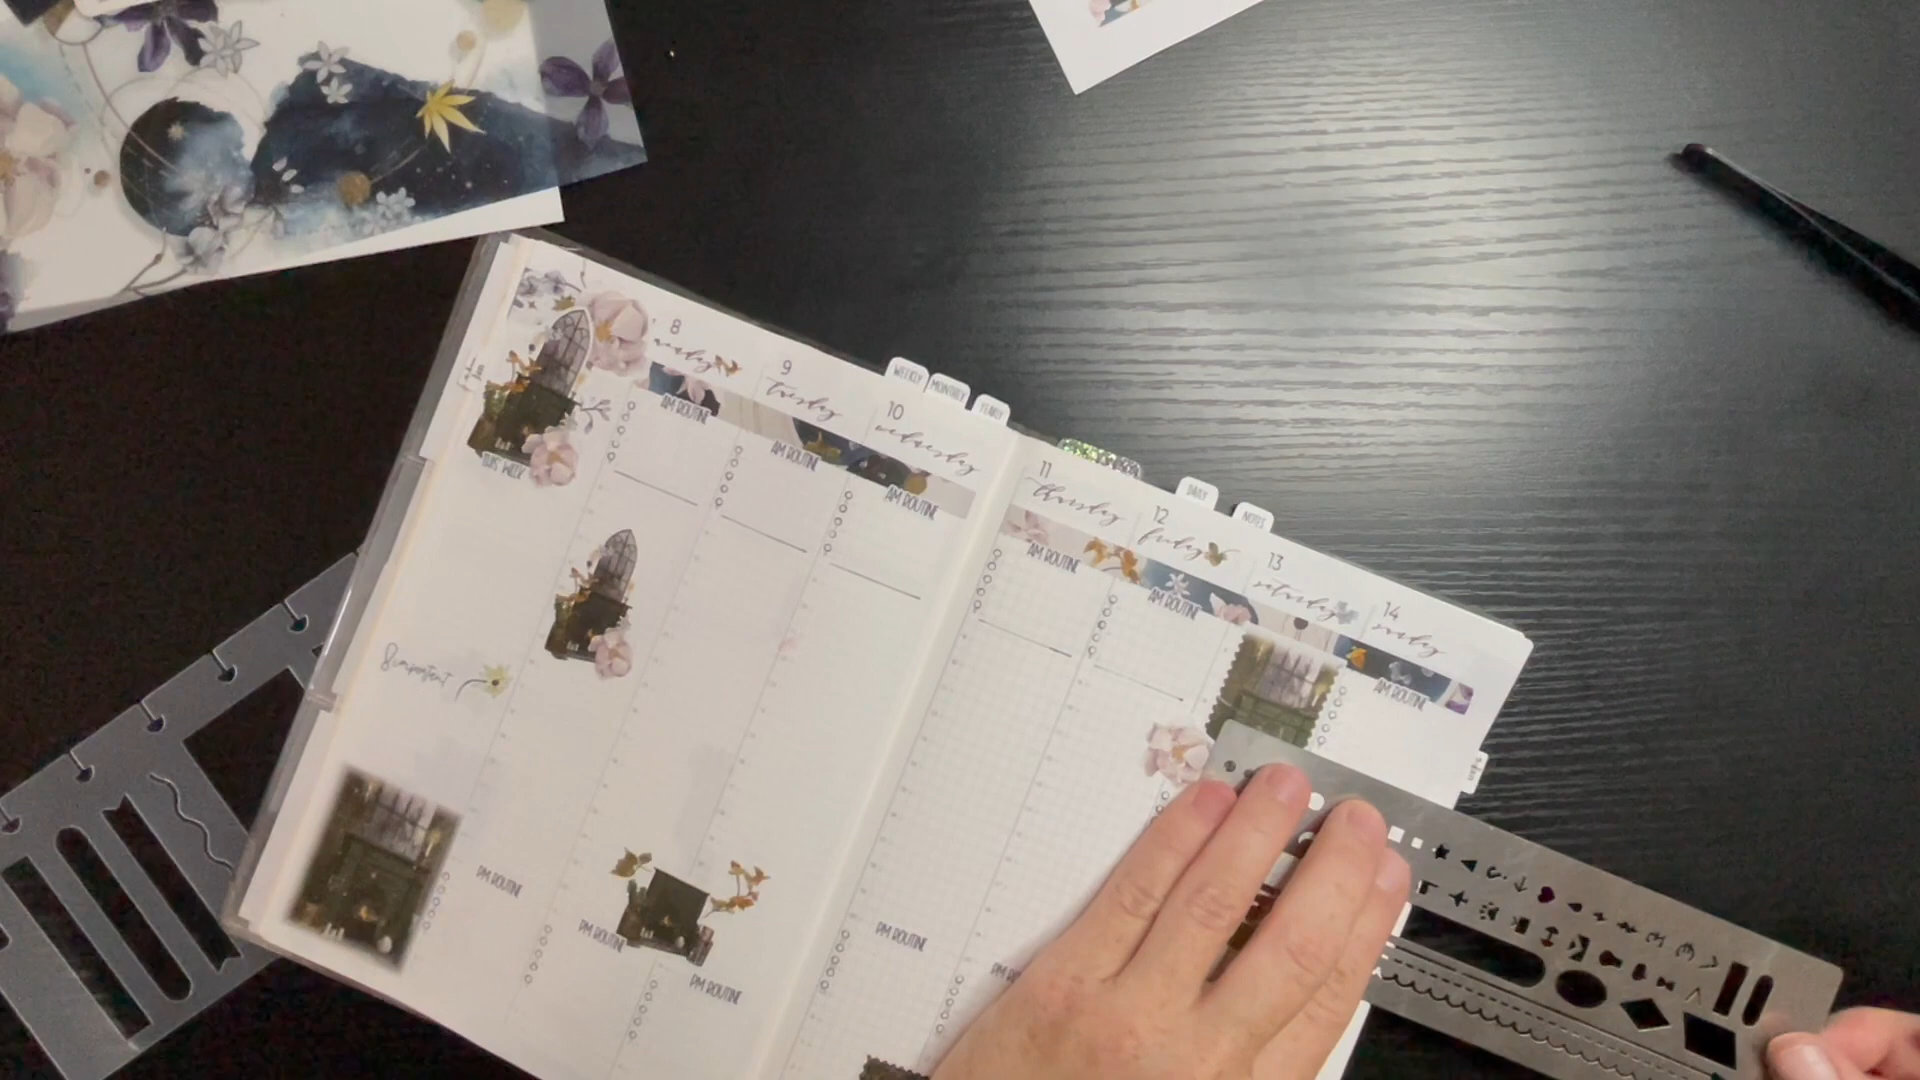 WEEKLY
MONTHLY
YEARLY
DAILY
NOTES
8
9
tuesday
10
wednesday
11
thursday
12
friday
13
saturday
14
sunday
AM ROUTINE
AM ROUTINE
AM ROUTINE
AM ROUTINE
AM ROUTINE
AM ROUTINE
THIS WEEK
PM ROUTINE
PM ROUTINE
PM ROUTINE
PM ROUTINE
PM